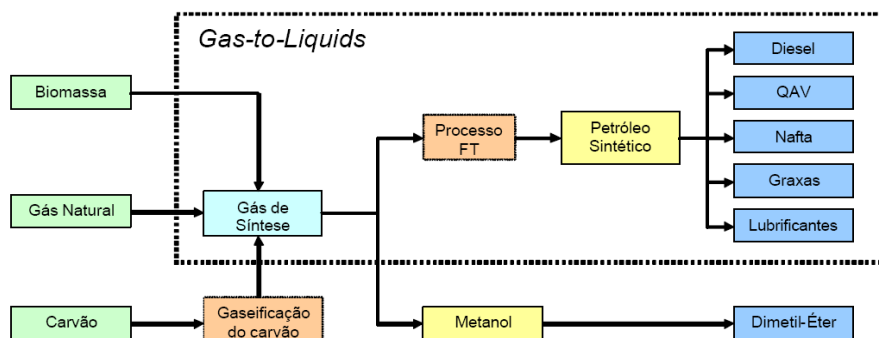 Gas-to-Liquids
Diesel
Biomassa
QAV
Processo
FT
Petróleo
Sintético
Nafta
Gás Natural
Gás de
Síntese
Graxas
Lubrificantes
Carvão
Gaseificação
do carvão
Metanol
Dimetil-Éter